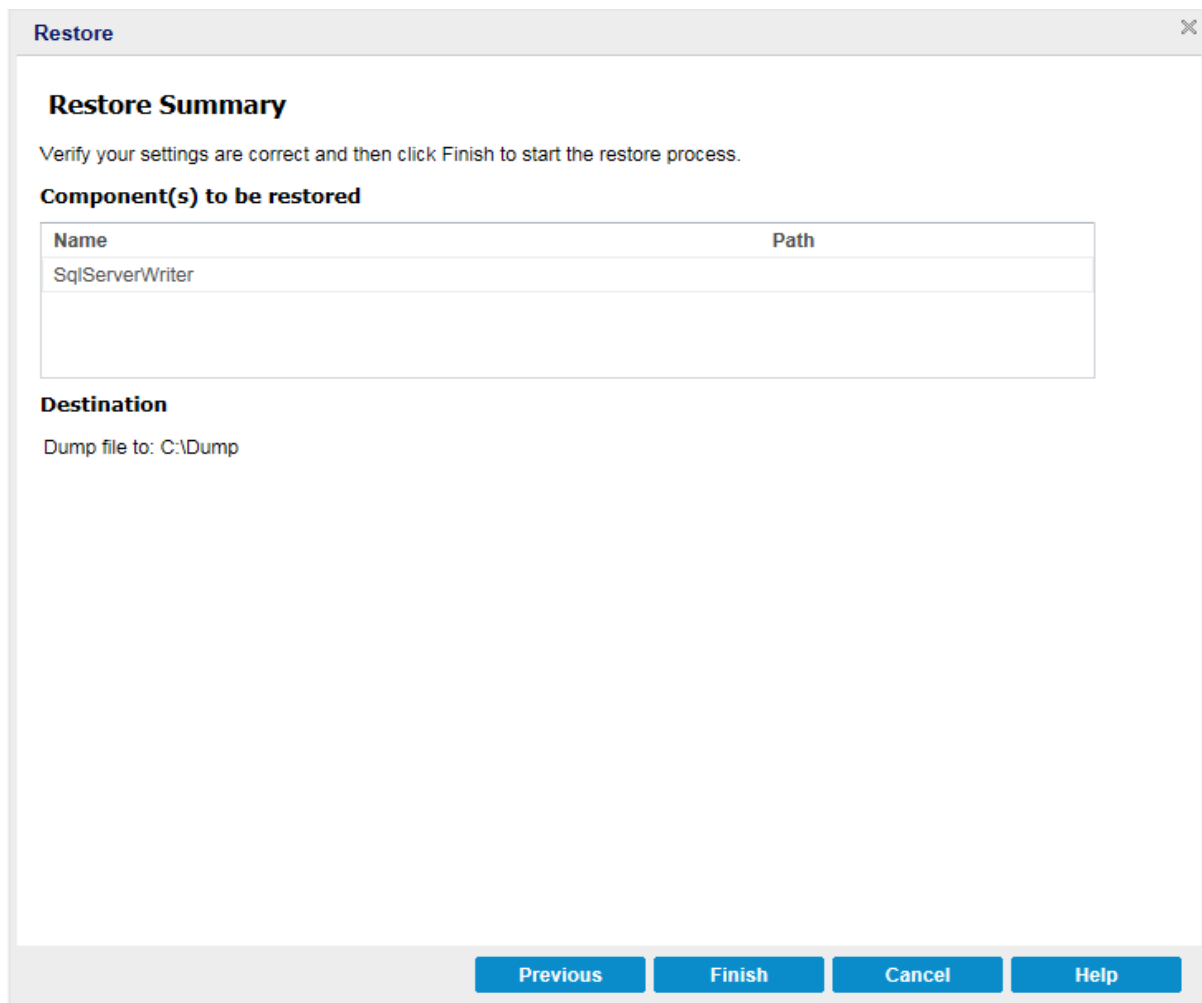 Restore
Restore Summary
Verify your settings are correct and then click Finish to start the restore process.
Component(s) to be restored
Name Path
SqlServerWriter
Destination
Dump file to: C:\Dump
Previous Finish Cancel Help